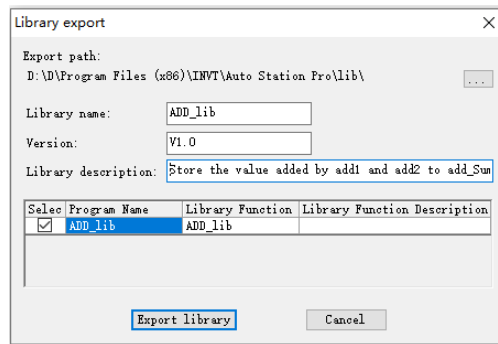 Library export
Export path:
D:\D\Program Files (x86)\INVT\Auto Station Pro\lib\
...
Library name: ADD_lib
Version: V1.0
Library description: Store the value added by add1 and add2 to add_Sum
Selec Program Name Library Function Library Function Description
ADD_lib ADD_lib
Export library Cancel